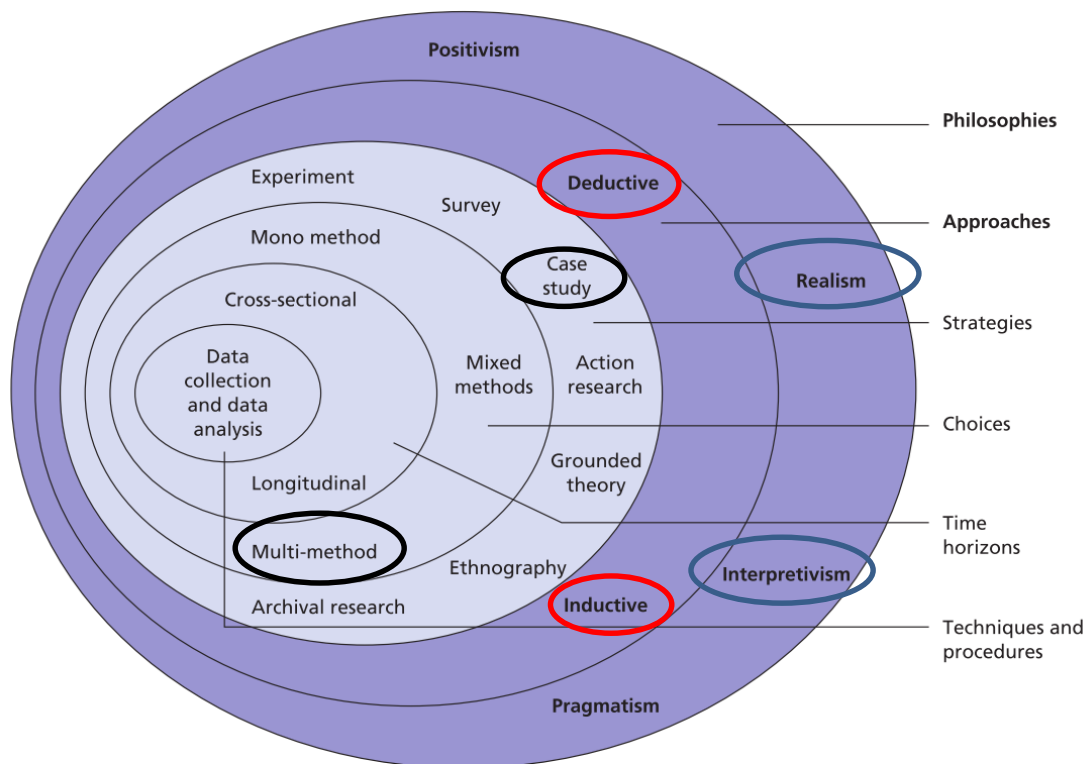 Positivism
Philosophies
Experiment
Deductive
Survey
Approaches
Mono method
Case
study
Realism
Cross-sectional
Strategies
Data
collection
and data
analysis
Mixed
methods
Action
research
Choices
Grounded
theory
Longitudinal
Time
horizons
Multi-method
Ethnography
Interpretivism
Archival research
Inductive
Techniques and
procedures
Pragmatism